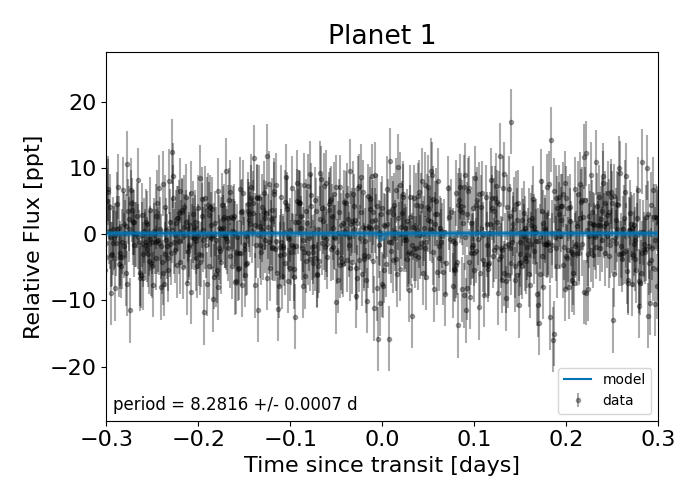 Planet 1
Relative Flux [ppt]
20
10
0
−10
−20
period = 8.2816 +/- 0.0007 d
model
data
−0.3 −0.2 −0.1 0.0 0.1 0.2 0.3
Time since transit [days]